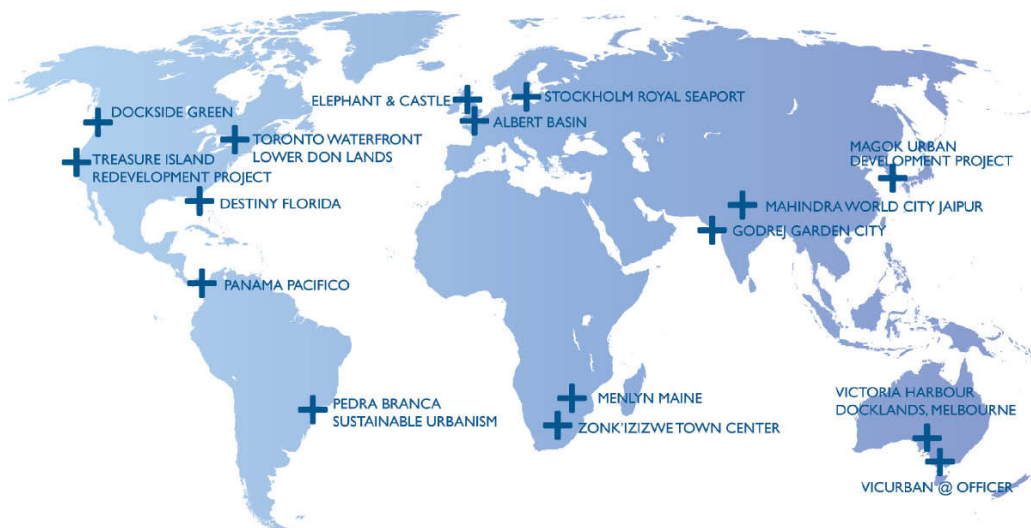 DOCKSIDE GREEN
TORONTO WATERFRONT
LOWER DON LANDS
TREASURE ISLAND
REDEVELOPMENT PROJECT
DESTINY FLORIDA
PANAMA PACIFICO
PEDRA BRANCA
SUSTAINABLE URBANISM
ELEPHANT & CASTLE
STOCKHOLM ROYAL SEAPORT
ALBERT BASIN
MAGOK URBAN
DEVELOPMENT PROJECT
MAHINDRA WORLD CITY JAIPUR
GODREJ GARDEN CITY
MENLYN MAINE
ZONK'IZIZWE TOWN CENTER
VICTORIA HARBOUR
DOCKLANDS, MELBOURNE
VICURBAN @ OFFICER